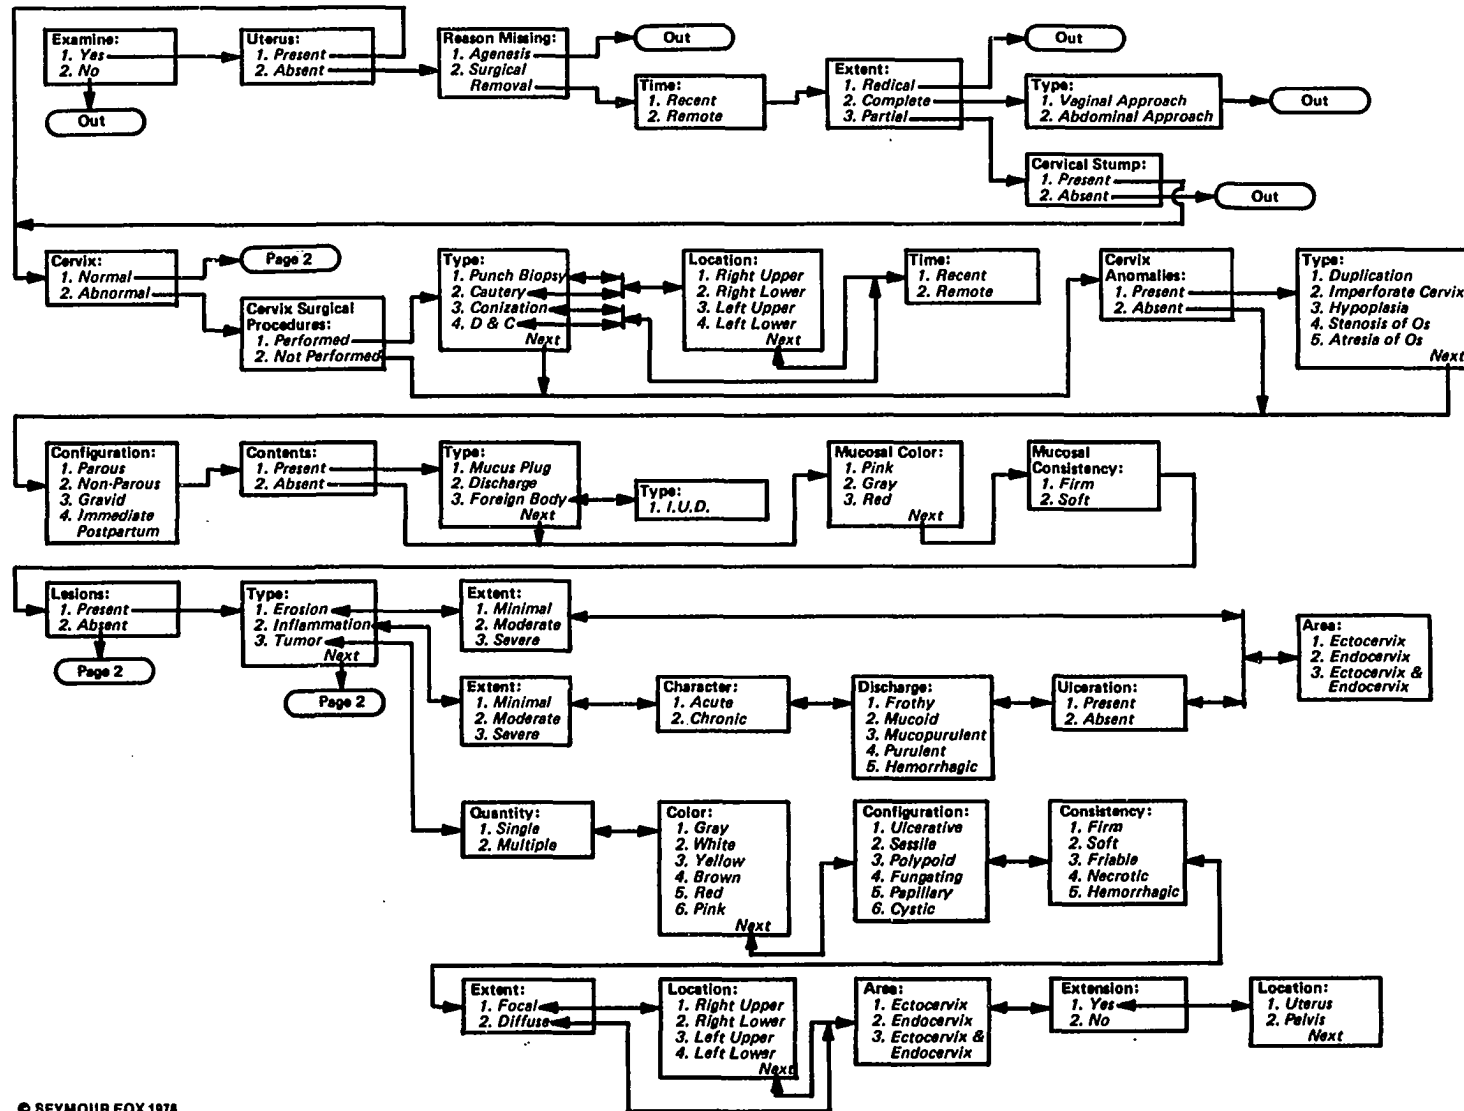 Examine:
1. Yes
2. No
Out
Uterus:
1. Present
2. Absent
Reason Missing:
1. Agenesis
2. Surgical
Removal
Out
Time:
1. Recent
2. Remote
Extent:
1. Redical
2. Complete
3. Partial
Out
Type:
1. Vaginal Approach
2. Abdominal Approach
Out
Cervical Stump:
1. Present
2. Absent
Out
Cervix:
1. Normal
2. Abnormal
Page 2
Cervix Surgical
Procedures:
1. Performed
2. Not Performed
Type:
1. Punch Biopsy
2. Cautery
3. Conization
4. D & C
Next
Location:
1. Right Upper
2. Right Lower
3. Left Upper
4. Left Lower
Next
Time:
1. Recent
2. Remote
Cervix
Anomalies:
1. Present
2. Absent
Type:
1. Duplication
2. Imperforate Cervix
3. Hypoplasia
4. Stenosis of Os
5. Atresia of Os
Next
Configuration:
1. Parous
2. Non-Parous
3. Gravid
4. Immediate
Postpartum
Contents:
1. Present
2. Absent
Type:
1. Mucus Plug
2. Discharge
3. Foreign Body
Next
Type:
1. I.U.D.
Mucosal Color:
1. Pink
2. Gray
3. Red
Next
Mucosal
Consistency:
1. Firm
2. Soft
Lesions:
1. Present
2. Absent
Page 2
Type:
1. Erosion
2. Inflammation
3. Tumor
Next
Page 2
Extent:
1. Minimal
2. Moderate
3. Severe
Area:
1. Ectocervix
2. Endocervix
3. Ectocervix &
Endocervix
Extent:
1. Minimal
2. Moderate
3. Severe
Character:
1. Acute
2. Chronic
Discharge:
1. Frothy
2. Mucoid
3. Mucopurulent
4. Purulent
5. Hemorrhagic
Ulceration:
1. Present
2. Absent
Quantity:
1. Single
2. Multiple
Color:
1. Gray
2. White
3. Yellow
4. Brown
5. Red
6. Pink
Next
Configuration:
1. Ulcerative
2. Sessile
3. Polypoid
4. Fungating
5. Papillary
6. Cystic
Consistency:
1. Firm
2. Soft
3. Friable
4. Necrotic
5. Hemorrhagic
Extent:
1. Focal
2. Diffuse
Location:
1. Right Upper
2. Right Lower
3. Left Upper
4. Left Lower
Next
Area:
1. Ectocervix
2. Endocervix
3. Ectocervix &
Endocervix
Extension:
1. Yes
2. No
Location:
1. Uterus
2. Pelvis
Next
© SEYMOUR FOX 1978